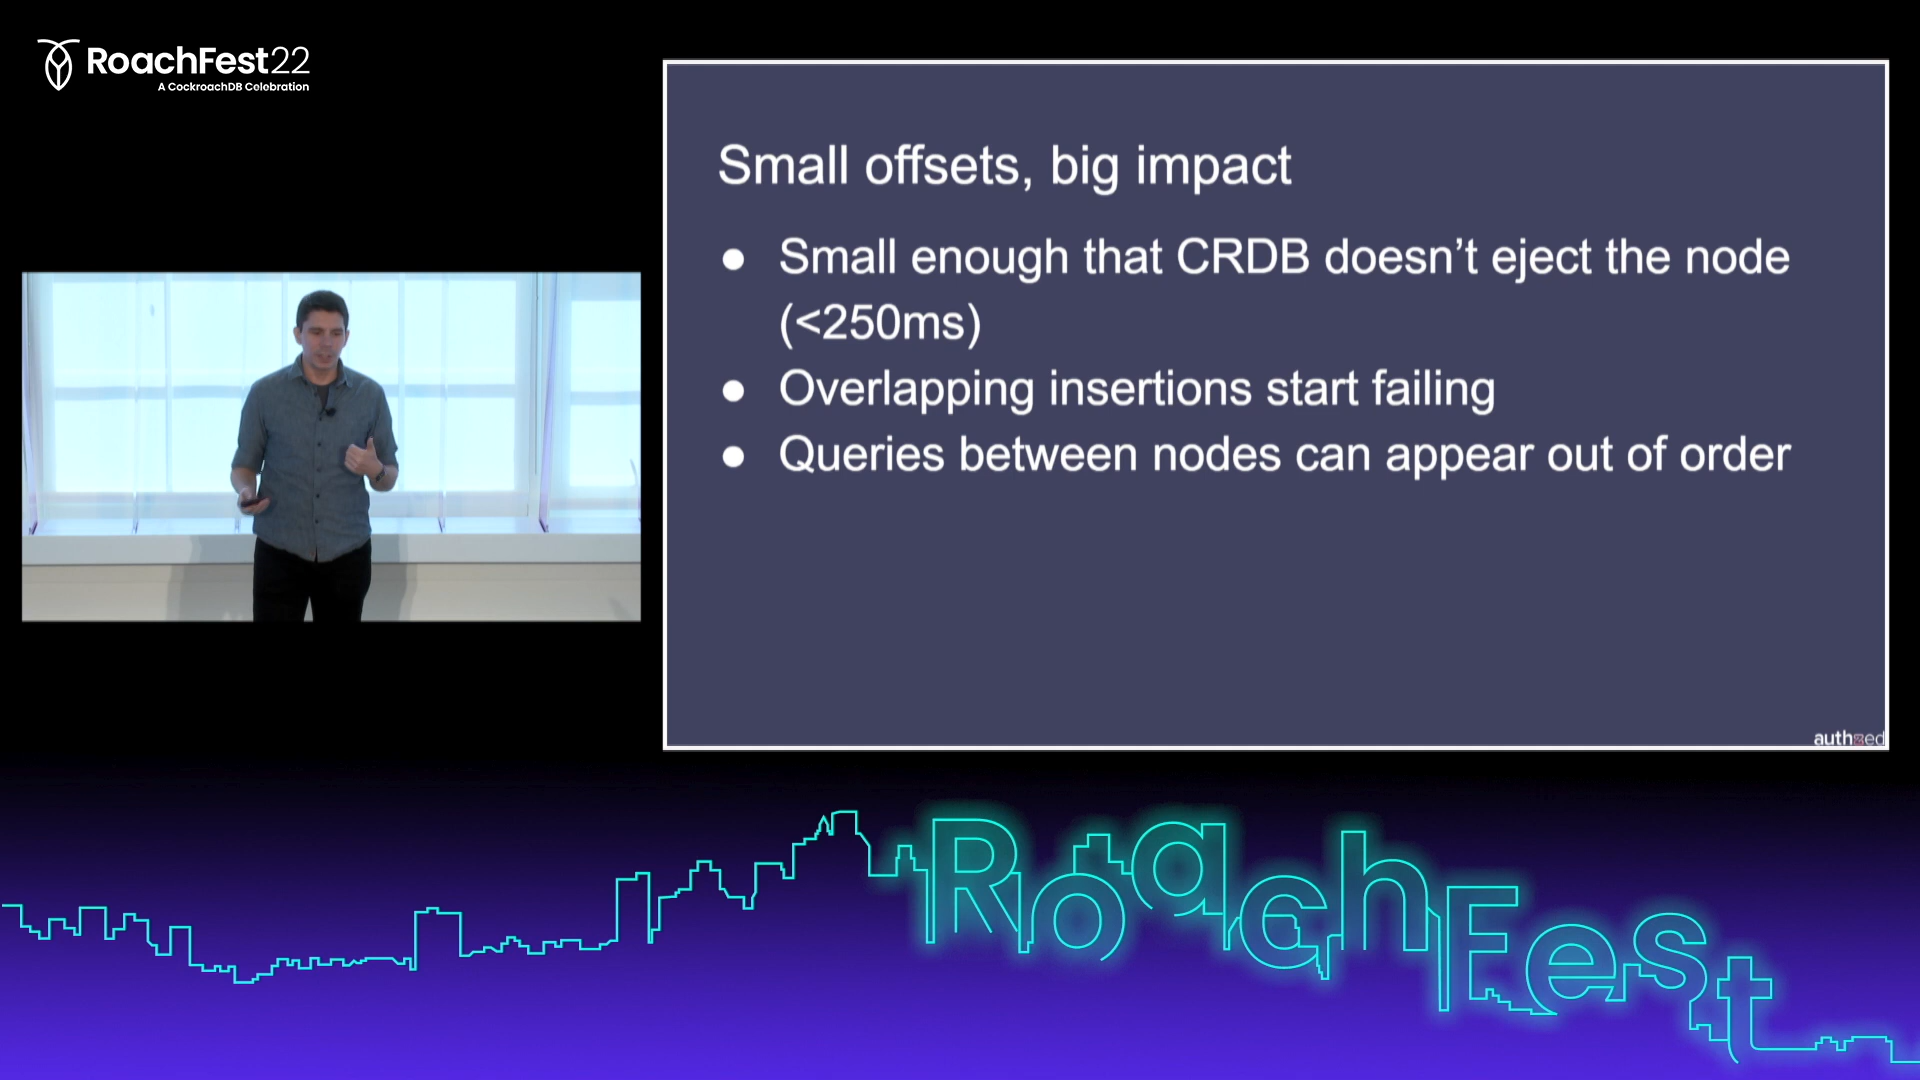 RoachFest22
A CockroachDB Celebration
Small offsets, big impact
● Small enough that CRDB doesn’t eject the node
(<250ms)
● Overlapping insertions start failing
● Queries between nodes can appear out of order
authzed
RoachFest